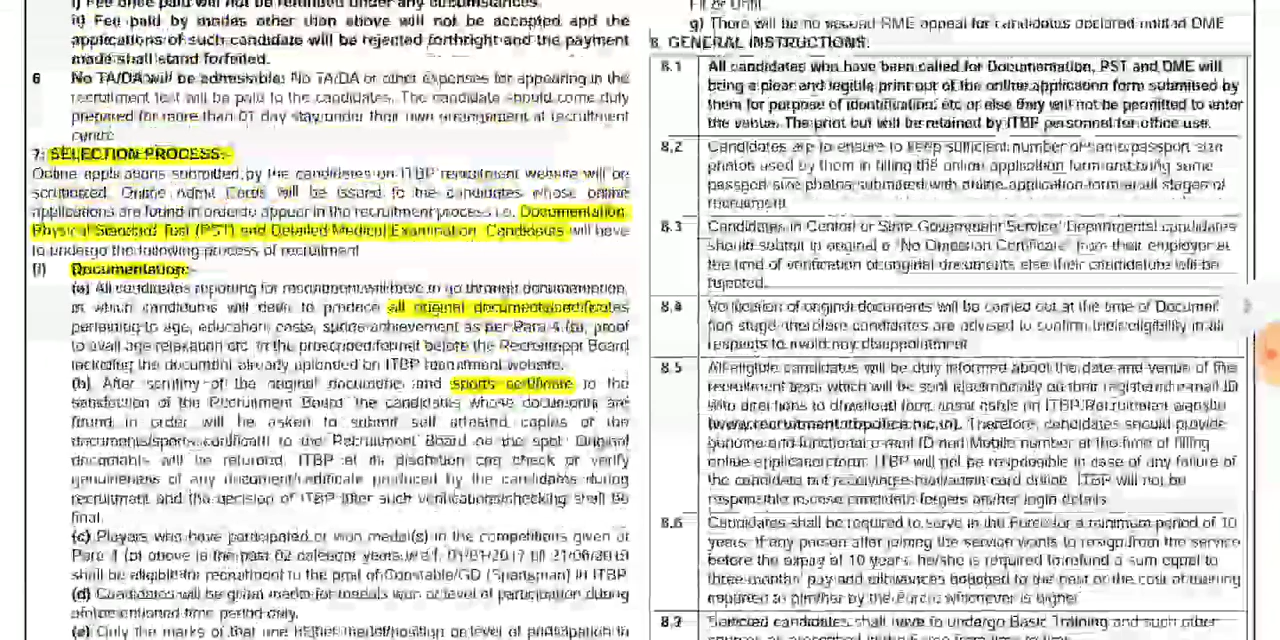 i) Fee once paid will not be refunded under any circumstances.
ii) Fee paid by modes other than above will not be accepted and the
applications of such candidate will be rejected forthright and the payment
made shall stand forfeited.
6 No TA/DA will be admissible: No TA/DA or other expenses for appearing in the
recruitment test will be paid to the candidates. The candidate should come duly
prepared for more than 01 day stay under their own arrangement at recruitment
centre
7. SELECTION PROCESS:-
Online applications submitted by the candidates on ITBP recruitment website will be
scrutinized. Online Admit Cards will be issued to the candidates whose online
applications are found in order to appear in the recruitment process i.e. Documentation,
Physical Standard Test (PST) and Detailed Medical Examination. Candidates will have
to undergo the following process of recruitment
(i) Documentation:-
(a) All candidates reporting for recruitment will have to go through documentation,
in which candidates will have to produce all original documents/certificates
pertaining to age, education, caste, sports achievement as per Para 4 (b), proof
to avail age relaxation etc. in the prescribed format before the Recruitment Board
including the document already uploaded on ITBP recruitment website.
(b) After scrutiny of the original documents and sports certificate to the
satisfaction of the Recruitment Board the candidates whose documents are
found in order will be asked to submit self attested copies of the
documents/sports certificate to the Recruitment Board on the spot. Original
documents will be returned. ITBP at its discretion can check or verify
genuineness of any document/certificate produced by the candidates during
recruitment and the decision of ITBP after such verifications/checking shall be
final.
(c) Players who have participated or won medal(s) in the competitions given at
Para 4 (b) above in the past 02 calendar years w.e.f. 01/01/2017 till 21/06/2019
shall be eligible for recruitment to the post of Constable/GD (Sportsman) in ITBP.
(d) Candidates will be given marks for medals won or level of participation during
time period only.
(e) Only the marks of that one higher medal/position or level of participation in
g) There will be no second RME appeal for candidates declared unfit at DME
8. GENERAL INSTRUCTIONS:
8.1 All candidates who have been called for Documentation, PST and DME will
bring a clear and legible print out of the online application form submitted by
them for purpose of identification, etc or else they will not be permitted to enter
the venue. The print out will be retained by ITBP personnel for office use.
8.2 Candidates are to ensure to keep sufficient number of same passport size
photos used by them in filling the online application form and bring same
passport size photos, submitted with online application form at all stages of
recruitment
8.3 Candidates in Central or State Government Service/ Departmental candidates
should submit in original a "No Objection Certificate" from their employer at
the time of verification of original documents else their candidature will be
rejected.
8.4 Verification of original documents will be carried out at the time of Document
tion stage therefore candidates are advised to confirm their eligibility in all
respects to avoid any disappointment
8.5 All eligible candidates will be duly informed about the date and venue of the
recruitment tests which will be sent electronically on their registered e-mail ID
with directions to download from ITBP Recruitment website
(www.recruitment.itbpolice.nic.in). Therefore, candidates should provide
genuine and functional e-mail ID and Mobile number at the time of filling
online application form. ITBP will not be responsible in case of any failure of
the candidate not receiving e-mail/admit card online. ITBP will not be
responsible in case candidate forgets his/her login details.
8.6 Candidates shall be required to serve in the Force for a minimum period of 10
years. If any person after joining the service wants to resign from the service
before the expiry of 10 years, he/she is required to refund a sum equal to
three months' pay and allowances attached to the post or the cost of training
by the Force, whichever is higher
8.7 Selected candidates shall have to undergo Basic Training and such other